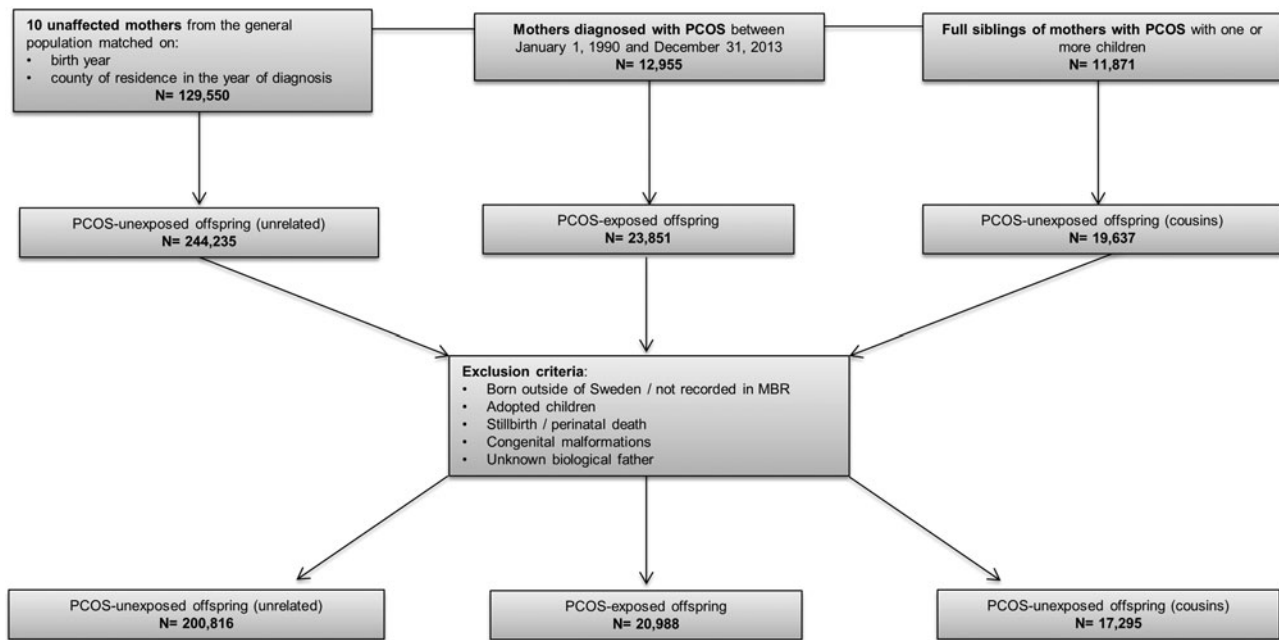 10 unaffected mothers from the general
population matched on:
• birth year
• county of residence in the year of diagnosis
N= 129,550
Mothers diagnosed with PCOS between
January 1, 1990 and December 31, 2013
N= 12,955
Full siblings of mothers with PCOS with one or
more children
N= 11,871
PCOS-unexposed offspring (unrelated)
N= 244,235
PCOS-exposed offspring
N= 23,851
PCOS-unexposed offspring (cousins)
N= 19,637
Exclusion criteria:
• Born outside of Sweden / not recorded in MBR
• Adopted children
• Stillbirth / perinatal death
• Congenital malformations
• Unknown biological father
PCOS-unexposed offspring (unrelated)
N= 200,816
PCOS-exposed offspring
N= 20,988
PCOS-unexposed offspring (cousins)
N= 17,295